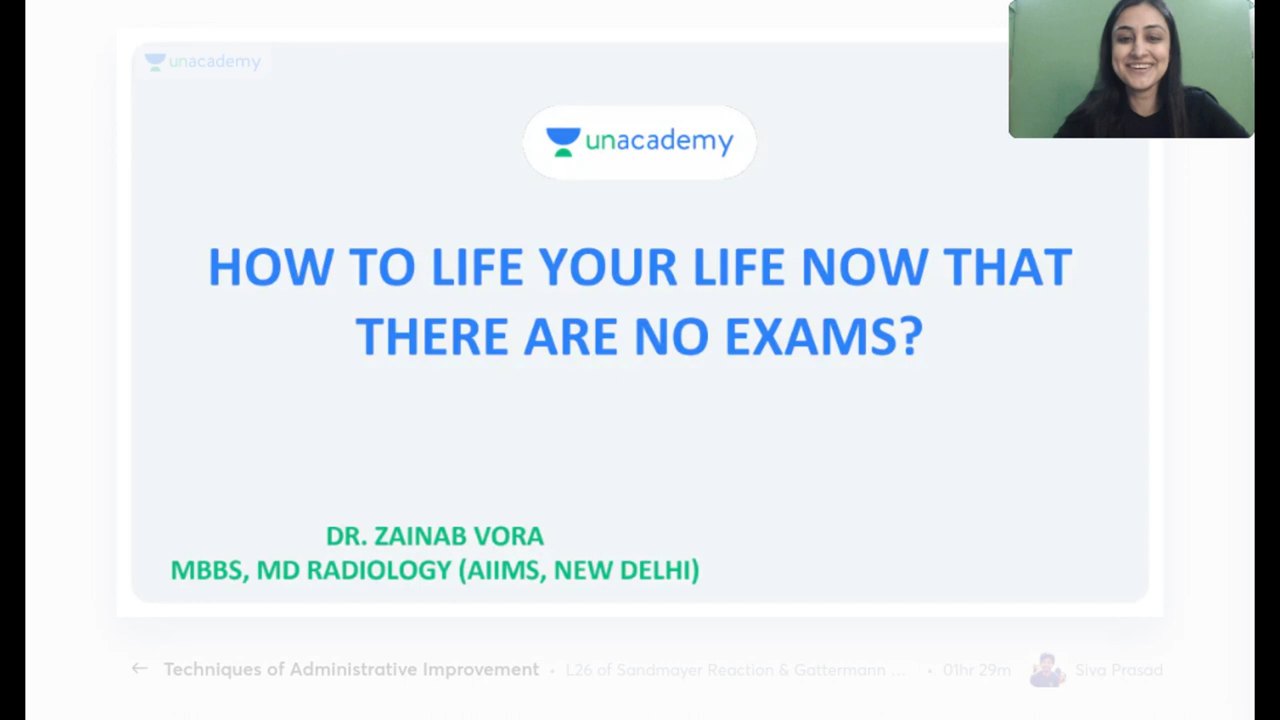 unacademy
unacademy
HOW TO LIFE YOUR LIFE NOW THAT
THERE ARE NO EXAMS?
DR. ZAINAB VORA
MBBS, MD RADIOLOGY (AIIMS, NEW DELHI)
← Techniques of Administrative Improvement • L26 of Sandmayer Reaction & Gattermann ... • 01hr 29m Siva Prasad